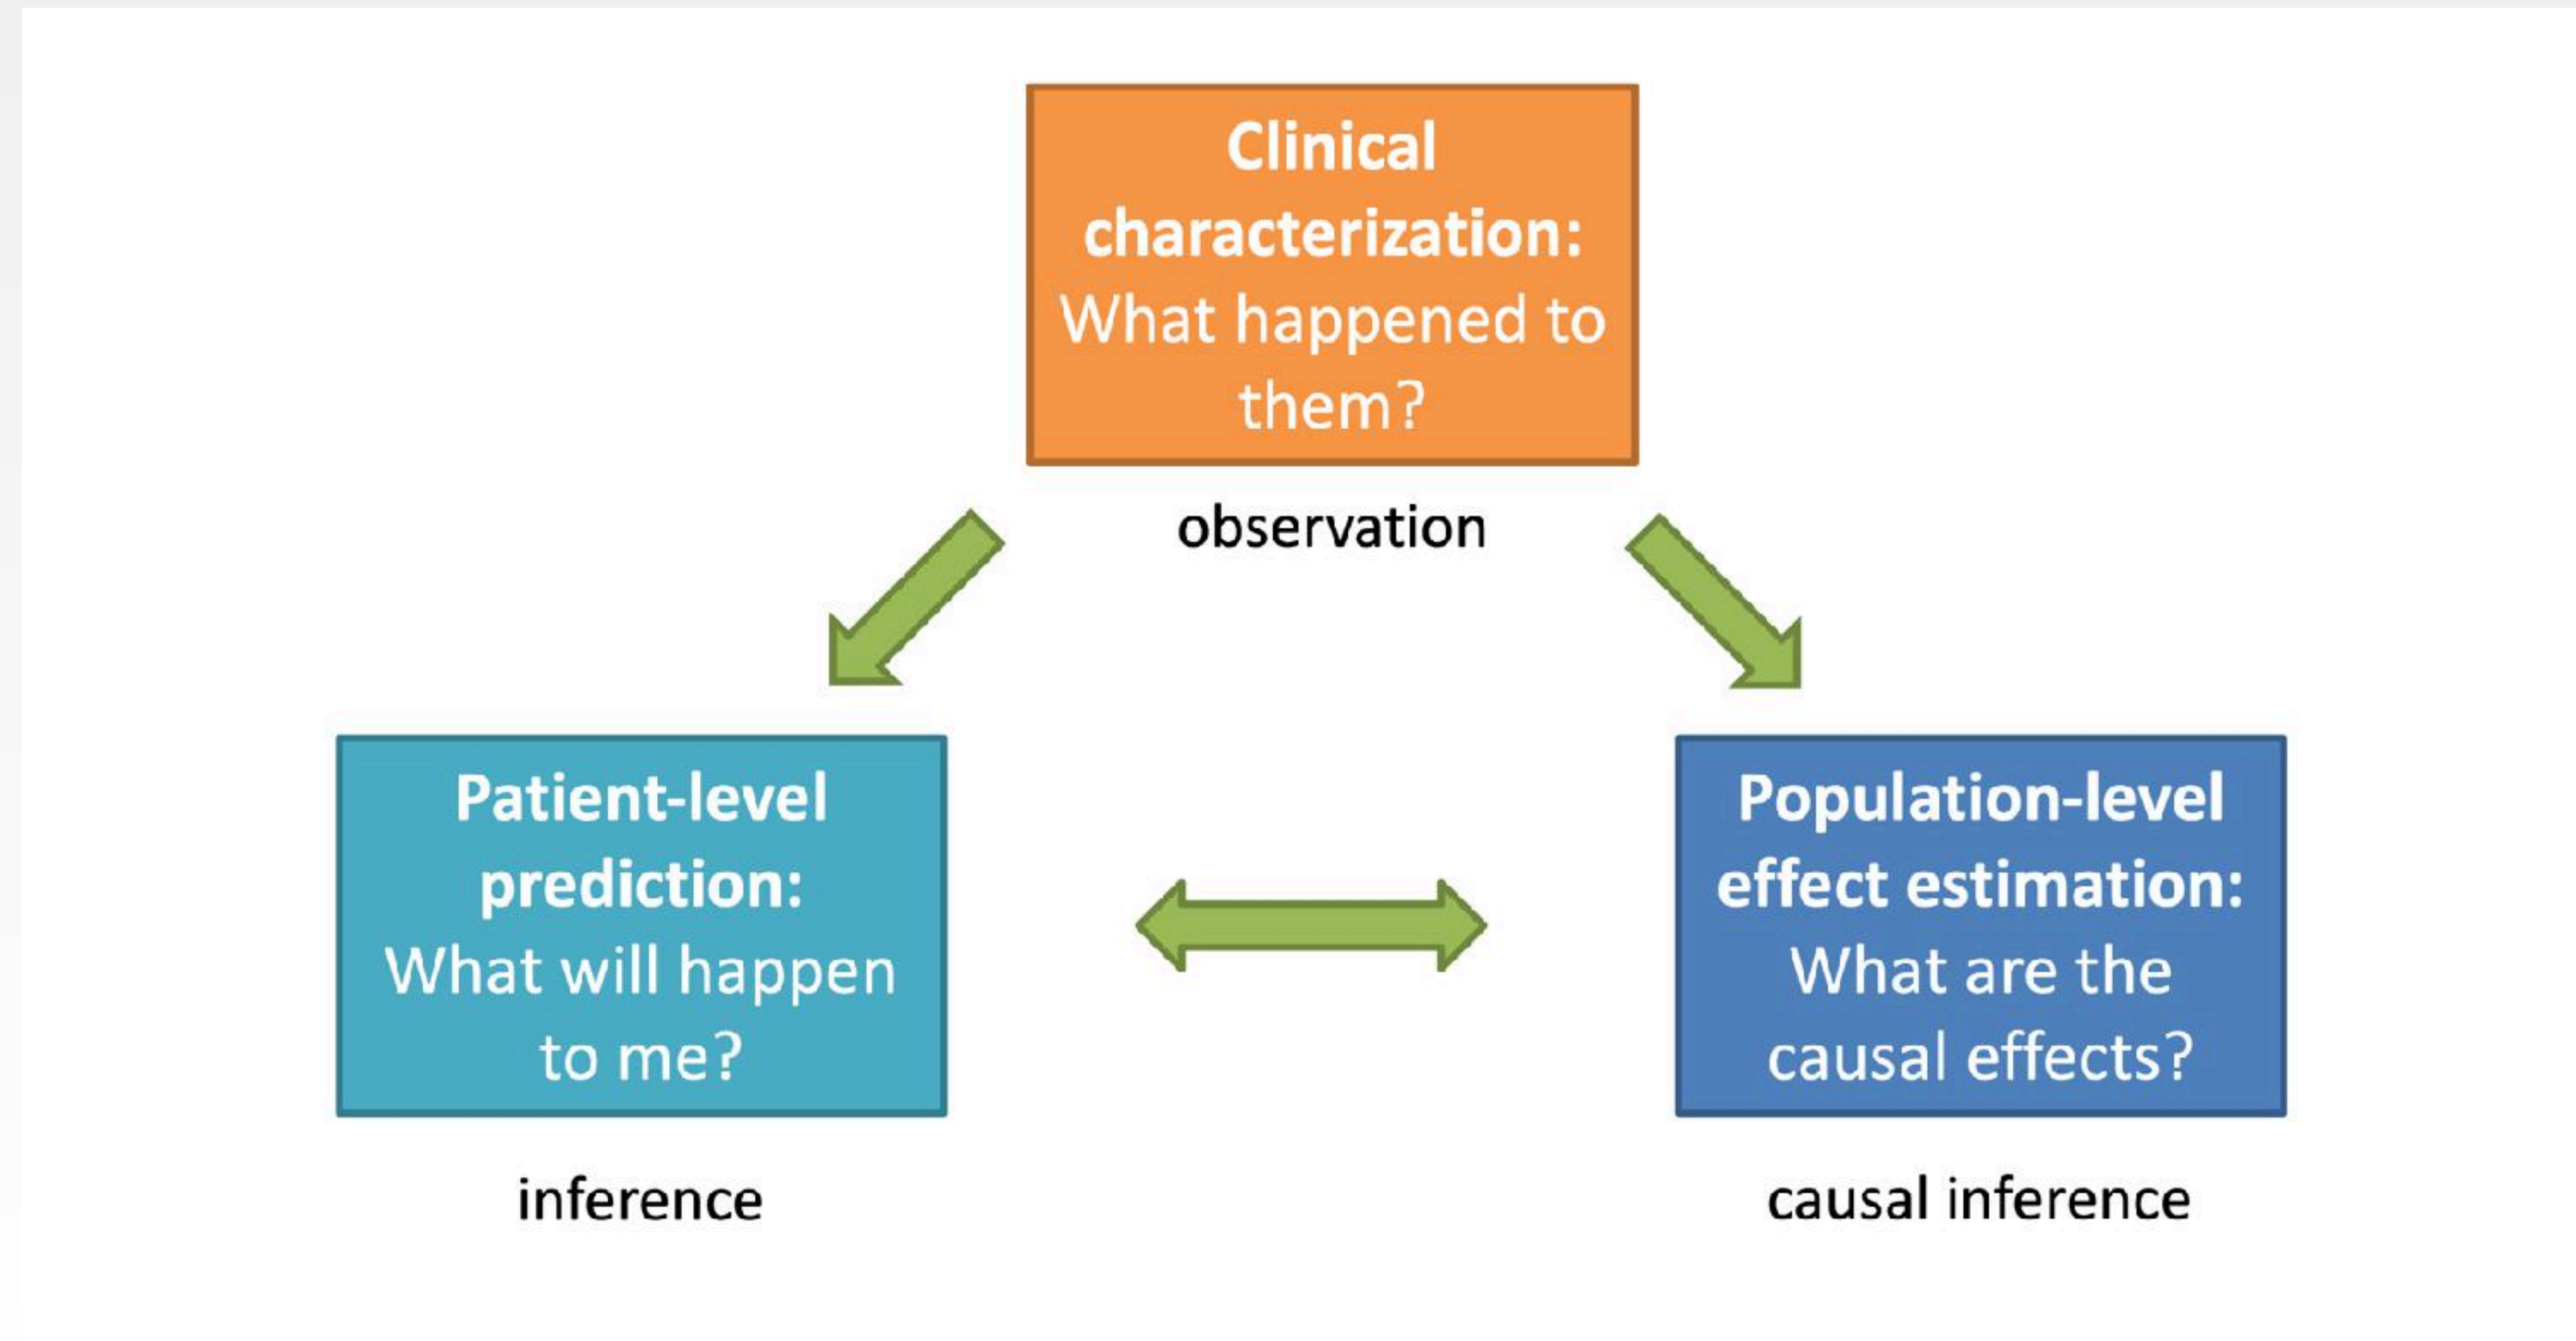 Clinical
characterization:
What happened to
them?
observation
Patient-level
prediction:
What will happen
to me?
inference
Population-level
effect estimation:
What are the
causal effects?
causal inference